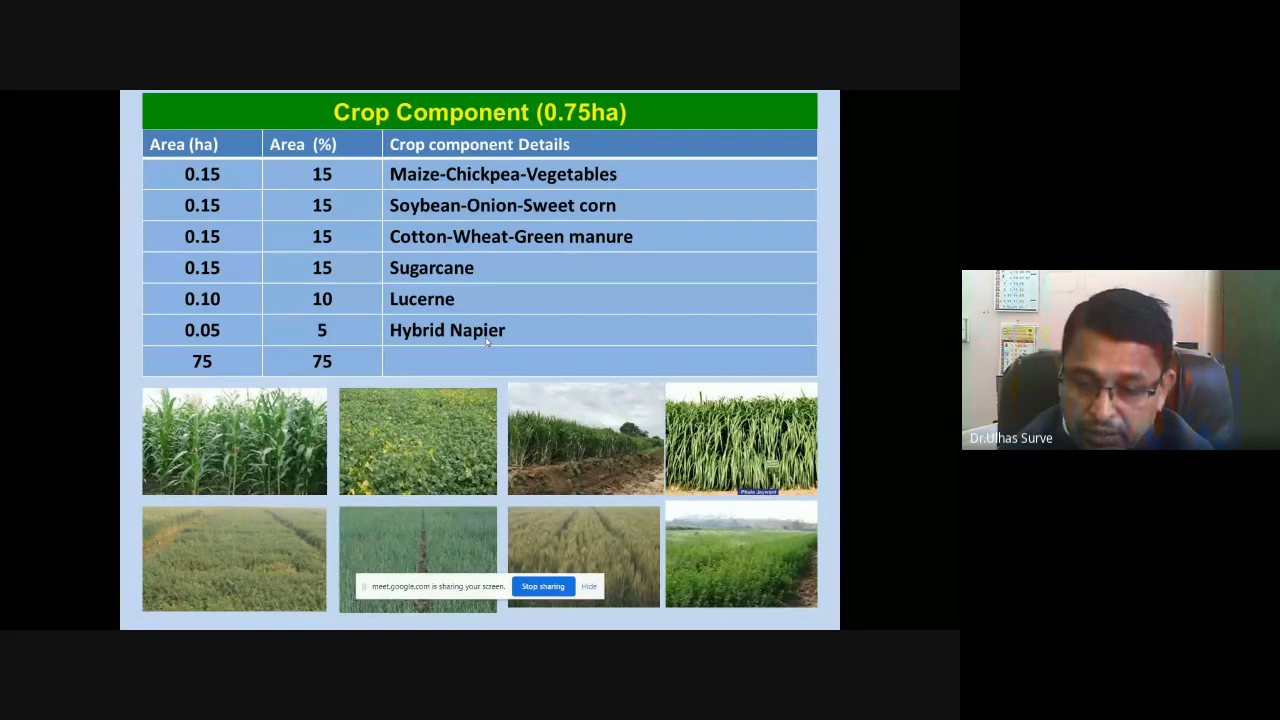 Crop Component (0.75ha)
Area (ha) Area (%) Crop component Details
0.15 15 Maize-Chickpea-Vegetables
0.15 15 Soybean-Onion-Sweet corn
0.15 15 Cotton-Wheat-Green manure
0.15 15 Sugarcane
0.10 10 Lucerne
0.05 5 Hybrid Napier
75 75
Phule Jaywant
meet.google.com is sharing your screen. Stop sharing Hide
Dr.Ulhas Surve